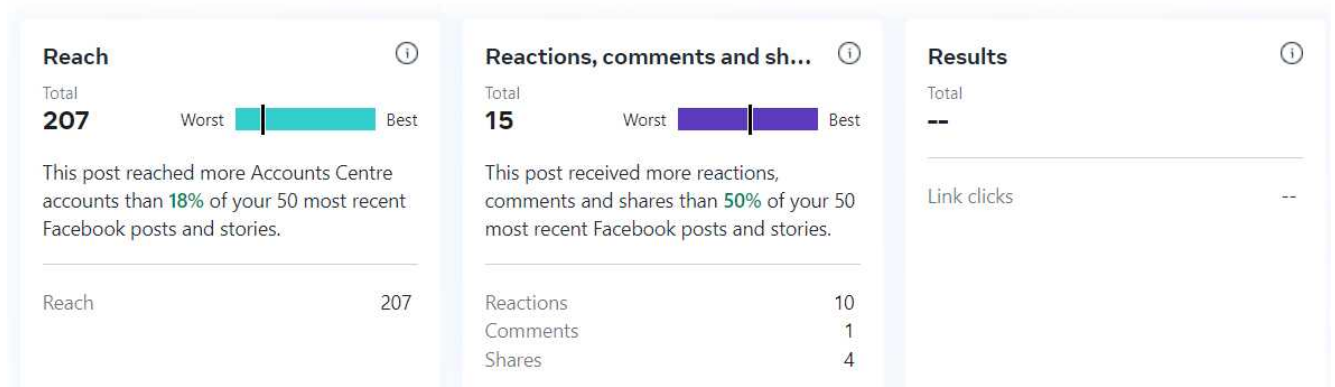 Reach
Total
207
Worst
Best
This post reached more Accounts Centre
accounts than 18% of your 50 most recent
Facebook posts and stories.
Reach 207
Reactions, comments and sh...
Total
15
Worst
Best
This post received more reactions,
comments and shares than 50% of your 50
most recent Facebook posts and stories.
Reactions 10
Comments 1
Shares 4
Results
Total
--
Link clicks --